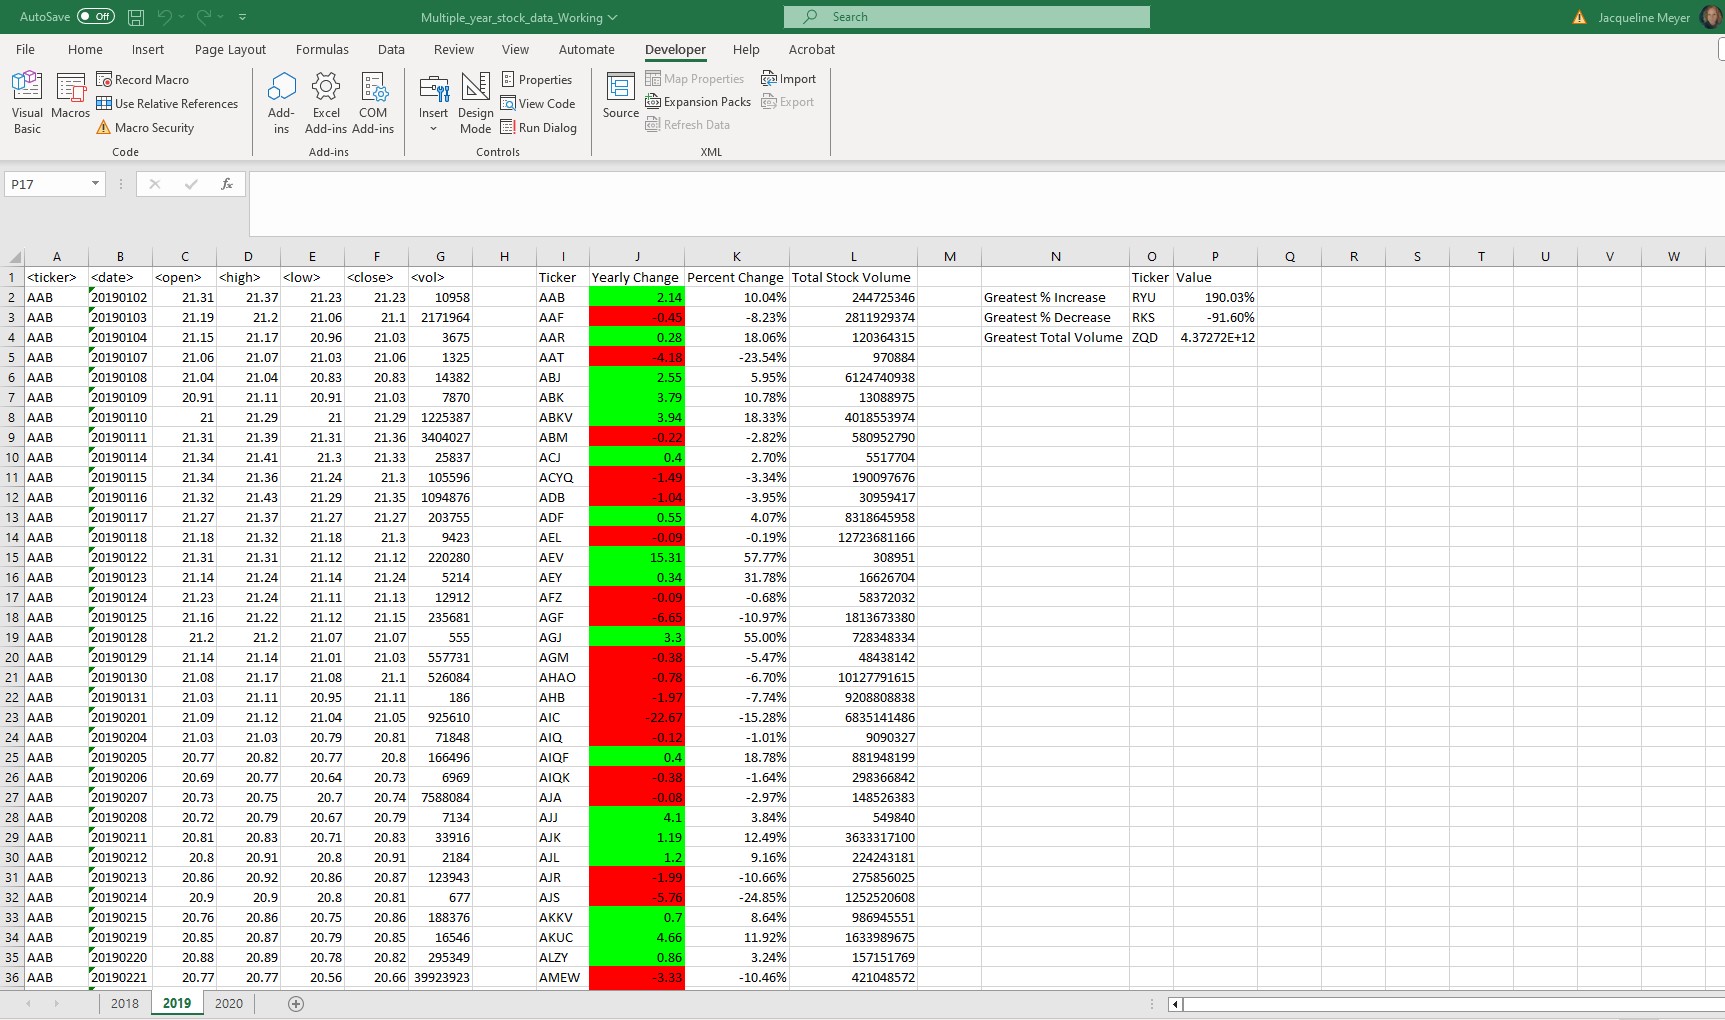 AutoSave Off Multiple_year_stock_data_Working Search Jacqueline Meyer
File Home Insert Page Layout Formulas Data Review View Automate Developer Help Acrobat
Visual Basic
Macros
Record Macro
Use Relative References
Macro Security
Code
Add-ins
Excel Add-ins
COM Add-ins
Add-ins
Insert
Design Mode
Properties
View Code
Run Dialog
Controls
Source
Map Properties
Expansion Packs
Refresh Data
Import
Export
XML
P17 fx
A B C D E F G H I J K L M N O P Q R S T U V W
1 <ticker> <date> <open> <high> <low> <close> <vol> Ticker Yearly Change Percent Change Total Stock Volume Ticker Value
2 AAB 20190102 21.31 21.37 21.23 21.23 10958 AAB 2.14 10.04% 244725346 Greatest % Increase RYU 190.03%
3 AAB 20190103 21.19 21.2 21.06 21.1 2171964 AAF -0.45 -8.23% 2811929374 Greatest % Decrease RKS -91.60%
4 AAB 20190104 21.15 21.17 20.96 21.03 3675 AAR 0.28 18.06% 120364315 Greatest Total Volume ZQD 4.37272E+12
5 AAB 20190107 21.06 21.07 21.03 21.06 1325 AAT -4.18 -23.54% 970884
6 AAB 20190108 21.04 21.04 20.83 20.83 14382 ABJ 2.55 5.95% 6124740938
7 AAB 20190109 20.91 21.11 20.91 21.03 7870 ABK 3.79 10.78% 13088975
8 AAB 20190110 21 21.29 21 21.29 1225387 ABKV 3.94 18.33% 4018553974
9 AAB 20190111 21.31 21.39 21.31 21.36 3404027 ABM -0.22 -2.82% 580952790
10 AAB 20190114 21.34 21.41 21.3 21.33 25837 ACJ 0.4 2.70% 5517704
11 AAB 20190115 21.34 21.36 21.24 21.3 105596 ACYQ -1.49 -3.34% 190097676
12 AAB 20190116 21.32 21.43 21.29 21.35 1094876 ADB -1.04 -3.95% 30959417
13 AAB 20190117 21.27 21.37 21.27 21.27 203755 ADF 0.55 4.07% 8318645958
14 AAB 20190118 21.18 21.32 21.18 21.3 9423 AEL -0.09 -0.19% 12723681166
15 AAB 20190122 21.31 21.31 21.12 21.12 220280 AEV 15.31 57.77% 308951
16 AAB 20190123 21.14 21.24 21.14 21.24 5214 AEY 0.34 31.78% 16626704
17 AAB 20190124 21.23 21.24 21.11 21.13 12912 AFZ -0.09 -0.68% 58372032
18 AAB 20190125 21.16 21.22 21.12 21.15 235681 AGF -6.65 -10.97% 1813673380
19 AAB 20190128 21.2 21.2 21.07 21.07 555 AGJ 3.3 55.00% 728348334
20 AAB 20190129 21.14 21.14 21.01 21.03 557731 AGM -0.38 -5.47% 48438142
21 AAB 20190130 21.08 21.17 21.08 21.1 526084 AHAO -0.78 -6.70% 10127791615
22 AAB 20190131 21.03 21.11 20.95 21.11 186 AHB -1.97 -7.74% 9208808838
23 AAB 20190201 21.09 21.12 21.04 21.05 925610 AIC -22.67 -15.28% 6835141486
24 AAB 20190204 21.03 21.03 20.79 20.81 71848 AIQ -0.12 -1.01% 9090327
25 AAB 20190205 20.77 20.82 20.77 20.8 166496 AIQF 0.4 18.78% 881948199
26 AAB 20190206 20.69 20.77 20.64 20.73 6969 AIQK -0.38 -1.64% 298366842
27 AAB 20190207 20.73 20.75 20.7 20.74 7588084 AJA -0.08 -2.97% 148526383
28 AAB 20190208 20.72 20.79 20.67 20.79 7134 AJJ 4.1 3.84% 549840
29 AAB 20190211 20.81 20.83 20.71 20.83 33916 AJK 1.19 12.49% 3633317100
30 AAB 20190212 20.8 20.91 20.8 20.91 2184 AJL 1.2 9.16% 224243181
31 AAB 20190213 20.86 20.92 20.86 20.87 123943 AJR -1.99 -10.66% 275856025
32 AAB 20190214 20.9 20.9 20.8 20.81 677 AJS -5.76 -24.85% 1252520608
33 AAB 20190215 20.76 20.86 20.75 20.86 188376 AKKV 0.7 8.64% 986945551
34 AAB 20190219 20.85 20.87 20.79 20.85 16546 AKUC 4.66 11.92% 1633989675
35 AAB 20190220 20.88 20.89 20.78 20.82 295349 ALZY 0.86 3.24% 157151769
36 AAB 20190221 20.77 20.77 20.56 20.66 39923923 AMEW -3.33 -10.46% 421048572
2018 2019 2020